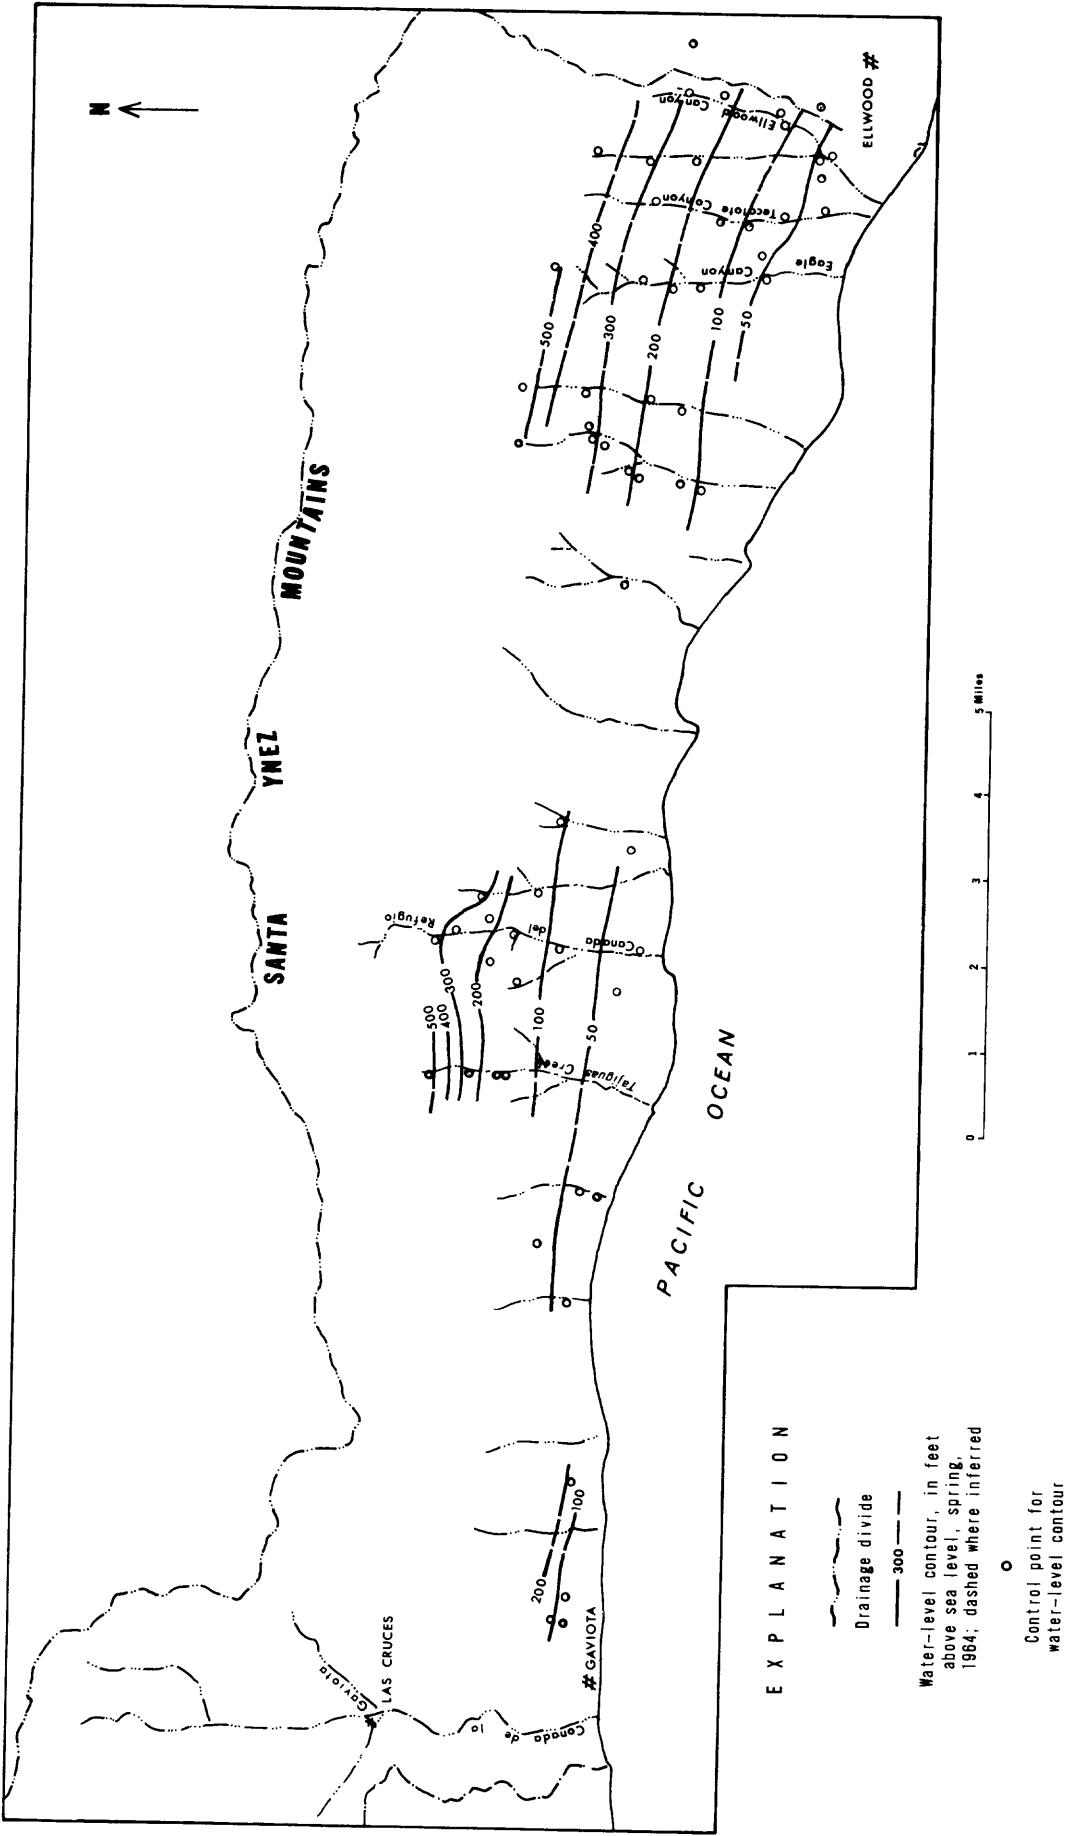 N
SANTA YNEZ MOUNTAINS
ELLWOOD
Ellwood Canyon
Tecolote Canyon
Eagle Canyon
500
400
300
200
100
50
Refugio
del
Canada
500
400
300
200
100
50
Tajiguas Creek
200
100
GAVIOTA
LAS CRUCES
Gaviota
Canada de la
PACIFIC OCEAN
0 1 2 3 4 5 Miles
EXPLANATION
Drainage divide
300
Water-level contour, in feet
above sea level, spring,
1964; dashed where inferred
Control point for
water-level contour